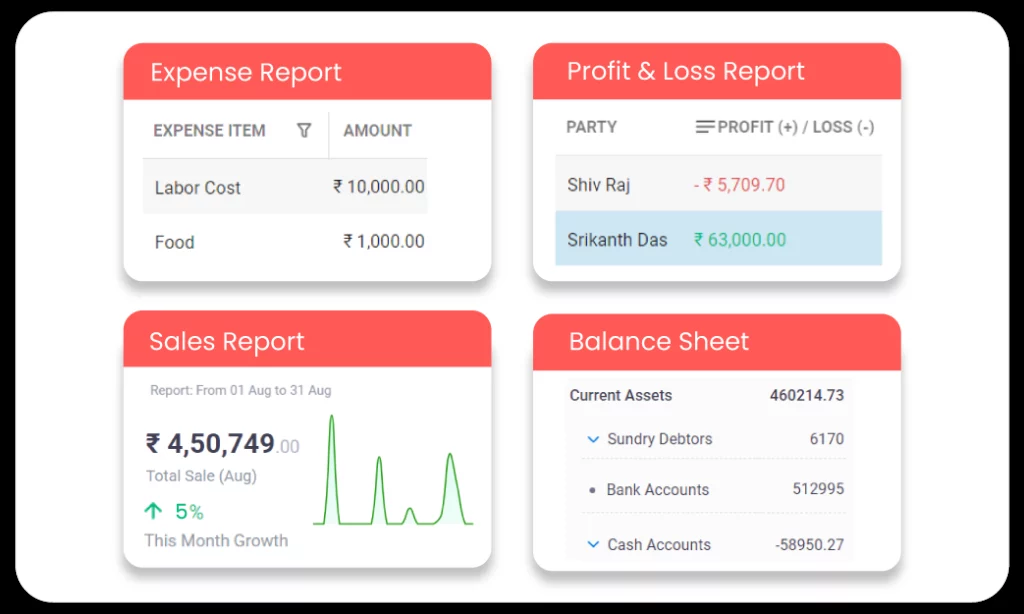 Expense Report
EXPENSE ITEM AMOUNT
Labor Cost ₹ 10,000.00
Food ₹ 1,000.00
Profit & Loss Report
PARTY PROFIT (+) / LOSS (-)
Shiv Raj - ₹ 5,709.70
Srikanth Das ₹ 63,000.00
Sales Report
Report: From 01 Aug to 31 Aug
₹ 4,50,749.00
Total Sale (Aug)
5%
This Month Growth
Balance Sheet
Current Assets 460214.73
Sundry Debtors 6170
Bank Accounts 512995
Cash Accounts -58950.27